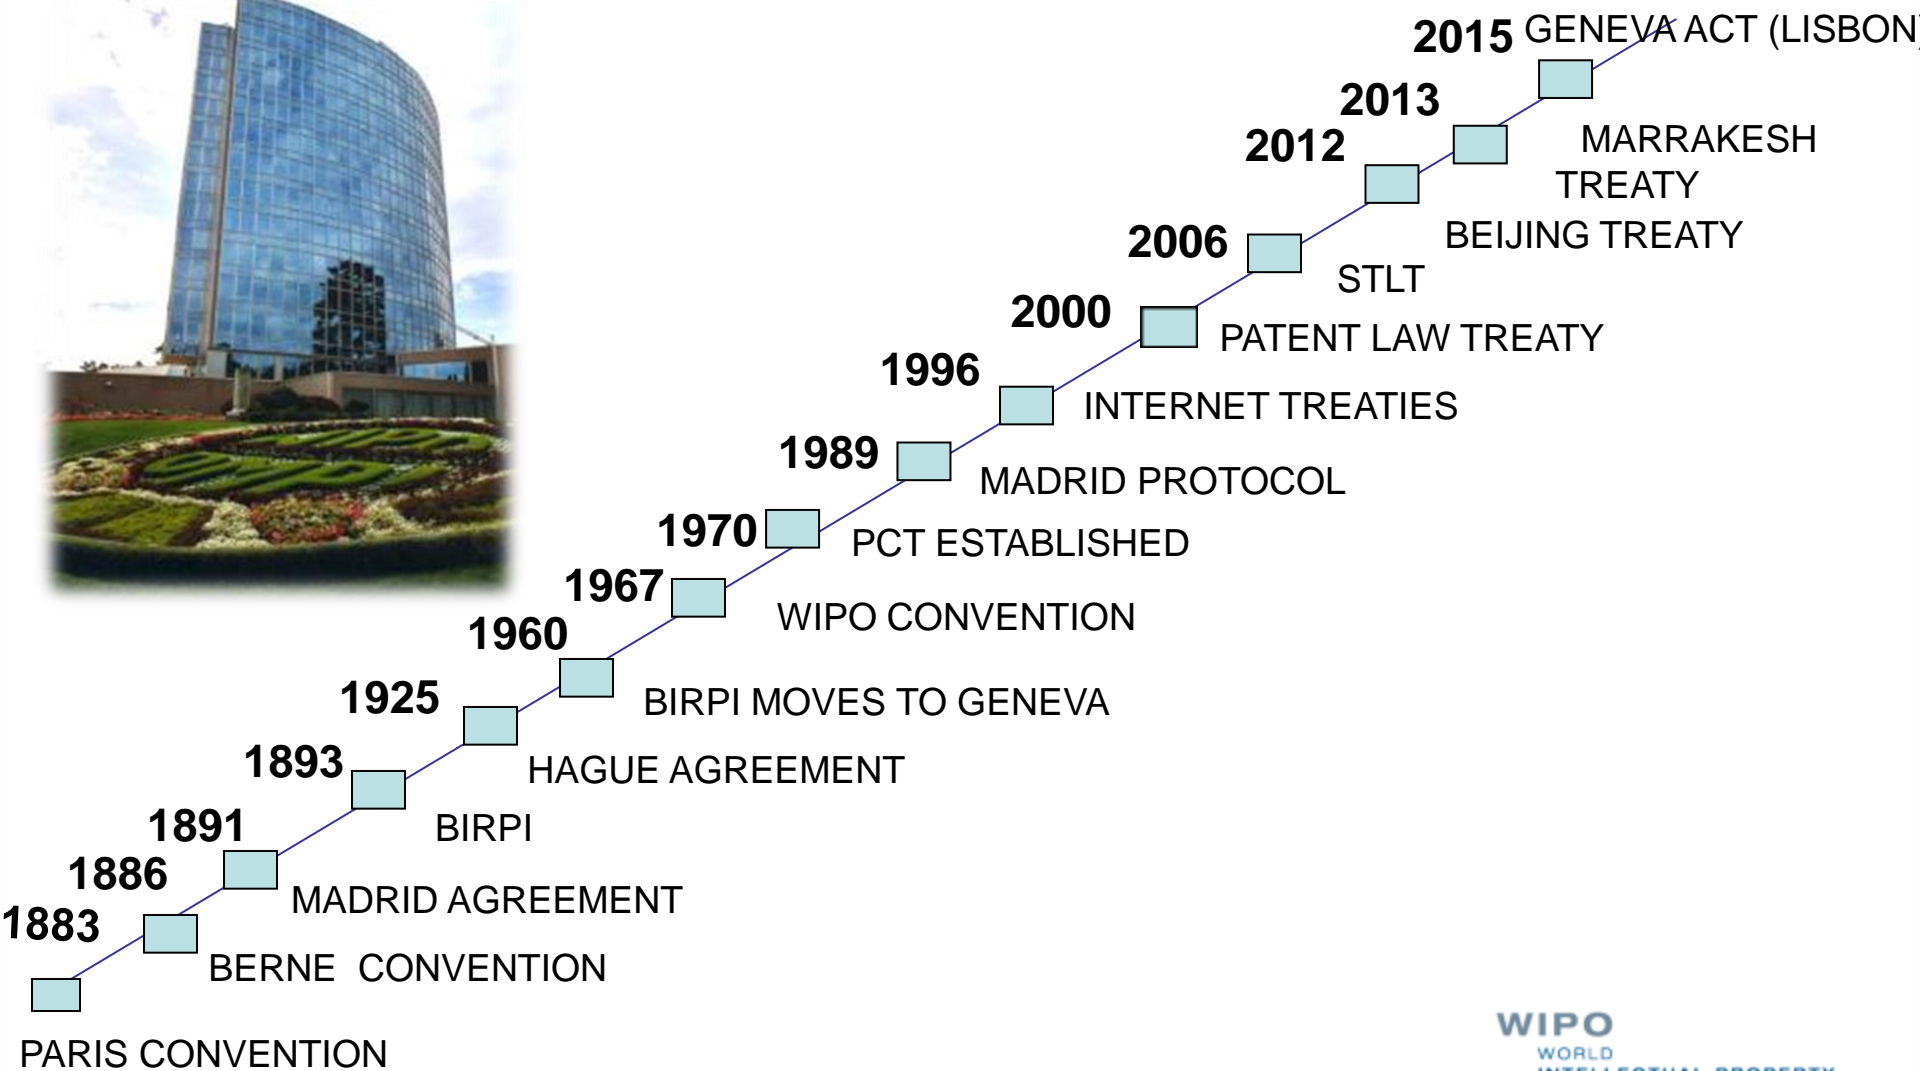 2015 GENEVA ACT (LISBON)
2013
MARRAKESH
TREATY
2012
BEIJING TREATY
2006
STLT
2000
PATENT LAW TREATY
1996
INTERNET TREATIES
1989
MADRID PROTOCOL
1970
PCT ESTABLISHED
1967
WIPO CONVENTION
1960
BIRPI MOVES TO GENEVA
1925
HAGUE AGREEMENT
1893
BIRPI
1891
MADRID AGREEMENT
1886
BERNE CONVENTION
1883
PARIS CONVENTION
WIPO
WORLD
INTELLECTUAL PROPERTY